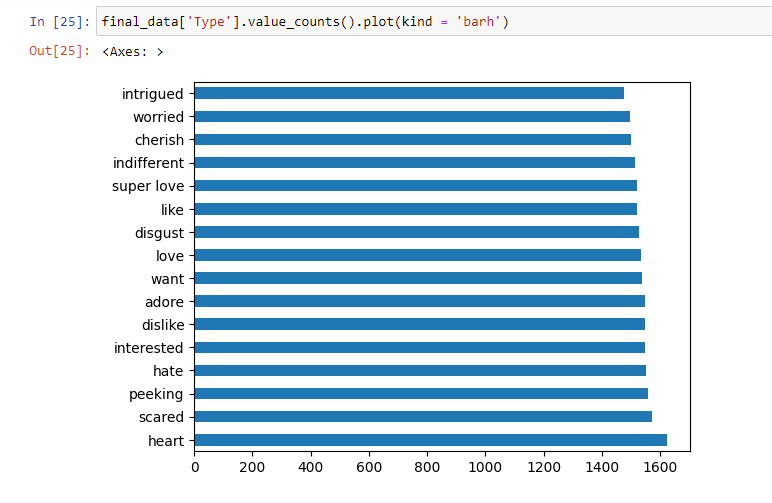 In [25]: final_data['Type'].value_counts().plot(kind = 'barh')
Out[25]: <Axes: >
intrigued
worried
cherish
indifferent
super love
like
disgust
love
want
adore
dislike
interested
hate
peeking
scared
heart
0 200 400 600 800 1000 1200 1400 1600